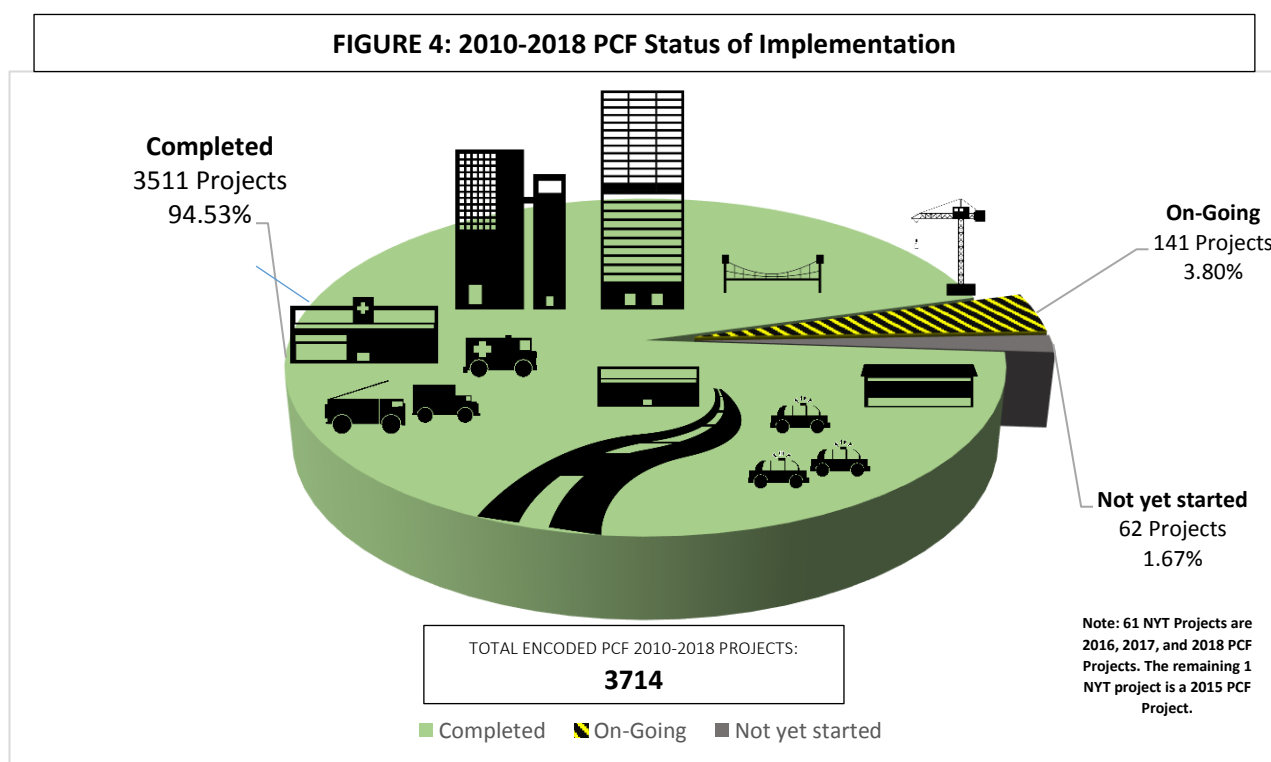 FIGURE 4: 2010-2018 PCF Status of Implementation
Completed
3511 Projects
94.53%
On-Going
141 Projects
3.80%
Not yet started
62 Projects
1.67%
Note: 61 NYT Projects are
2016, 2017, and 2018 PCF
Projects. The remaining 1
NYT project is a 2015 PCF
Project.
TOTAL ENCODED PCF 2010-2018 PROJECTS:
3714
Completed On-Going Not yet started